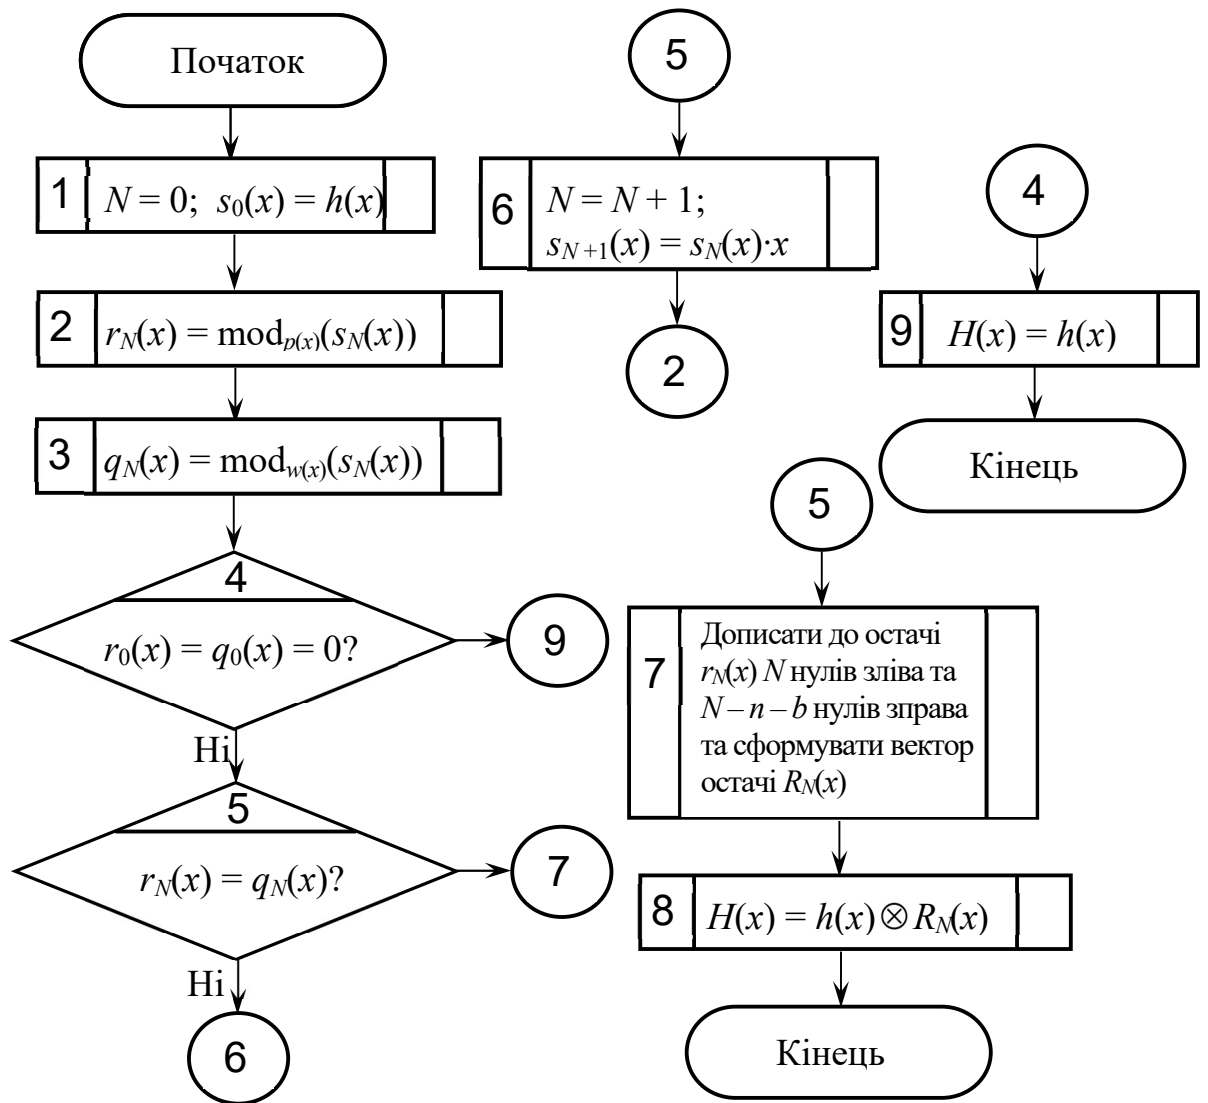 Початок
1
N = 0; s₀(x) = h(x)
2
rN(x) = modp(x)(sN(x))
3
qN(x) = modw(x)(sN(x))
4
r₀(x) = q₀(x) = 0?
9
Ні
5
rN(x) = qN(x)?
7
Ні
6
5
6
N = N + 1;
sN+1(x) = sN(x)·x
2
4
9
H(x) = h(x)
Кінець
5
7
Дописати до остачі
rN(x) N нулів зліва та
N – n – b нулів зправа
та сформувати вектор
остачі RN(x)
8
H(x) = h(x) ⊗ RN(x)
Кінець